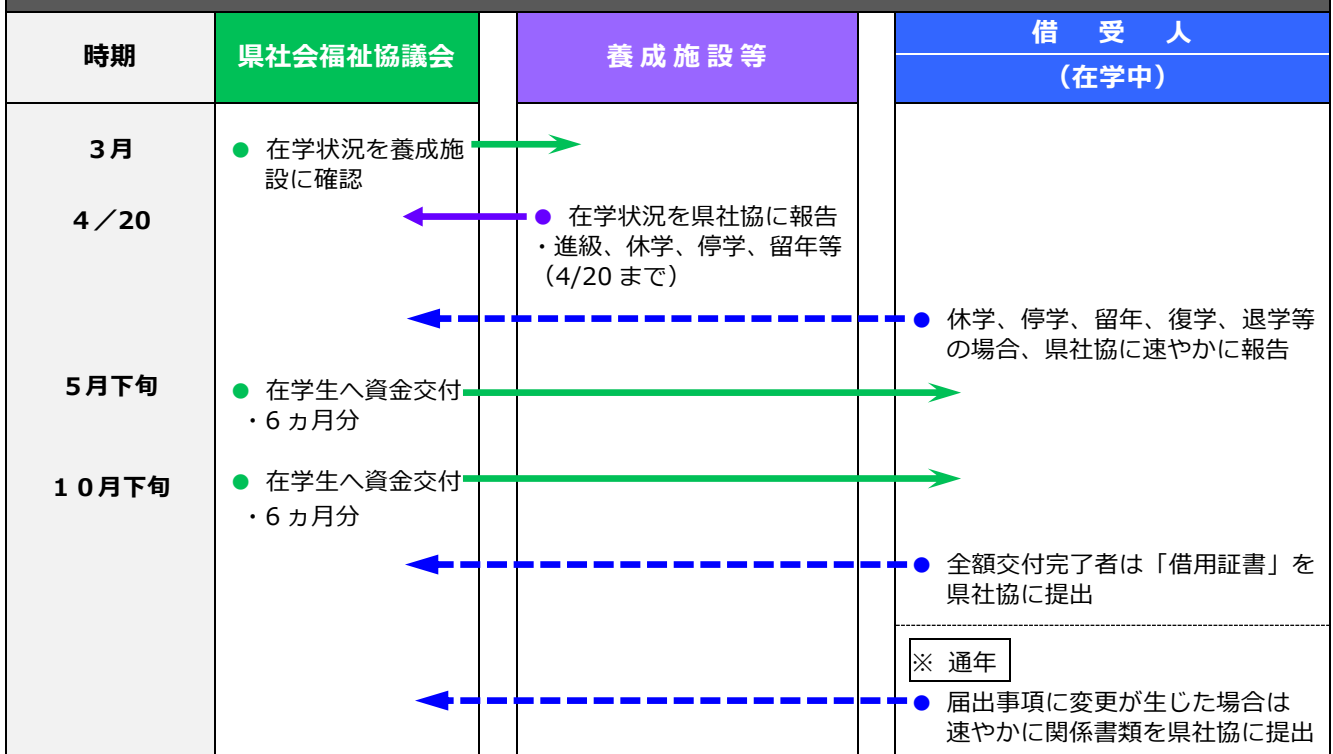 時期
県社会福祉協議会
養成施設等
借　受　人
（在学中）
３月
● 在学状況を養成施
設に確認
４／20
● 在学状況を県社協に報告
・進級、休学、停学、留年等
（4/20 まで）
● 休学、停学、留年、復学、退学等
の場合、県社協に速やかに報告
５月下旬
● 在学生へ資金交付
・6 ヵ月分
１０月下旬
● 在学生へ資金交付
・6 ヵ月分
● 全額交付完了者は「借用証書」を
県社協に提出
※ 通年
● 届出事項に変更が生じた場合は
速やかに関係書類を県社協に提出